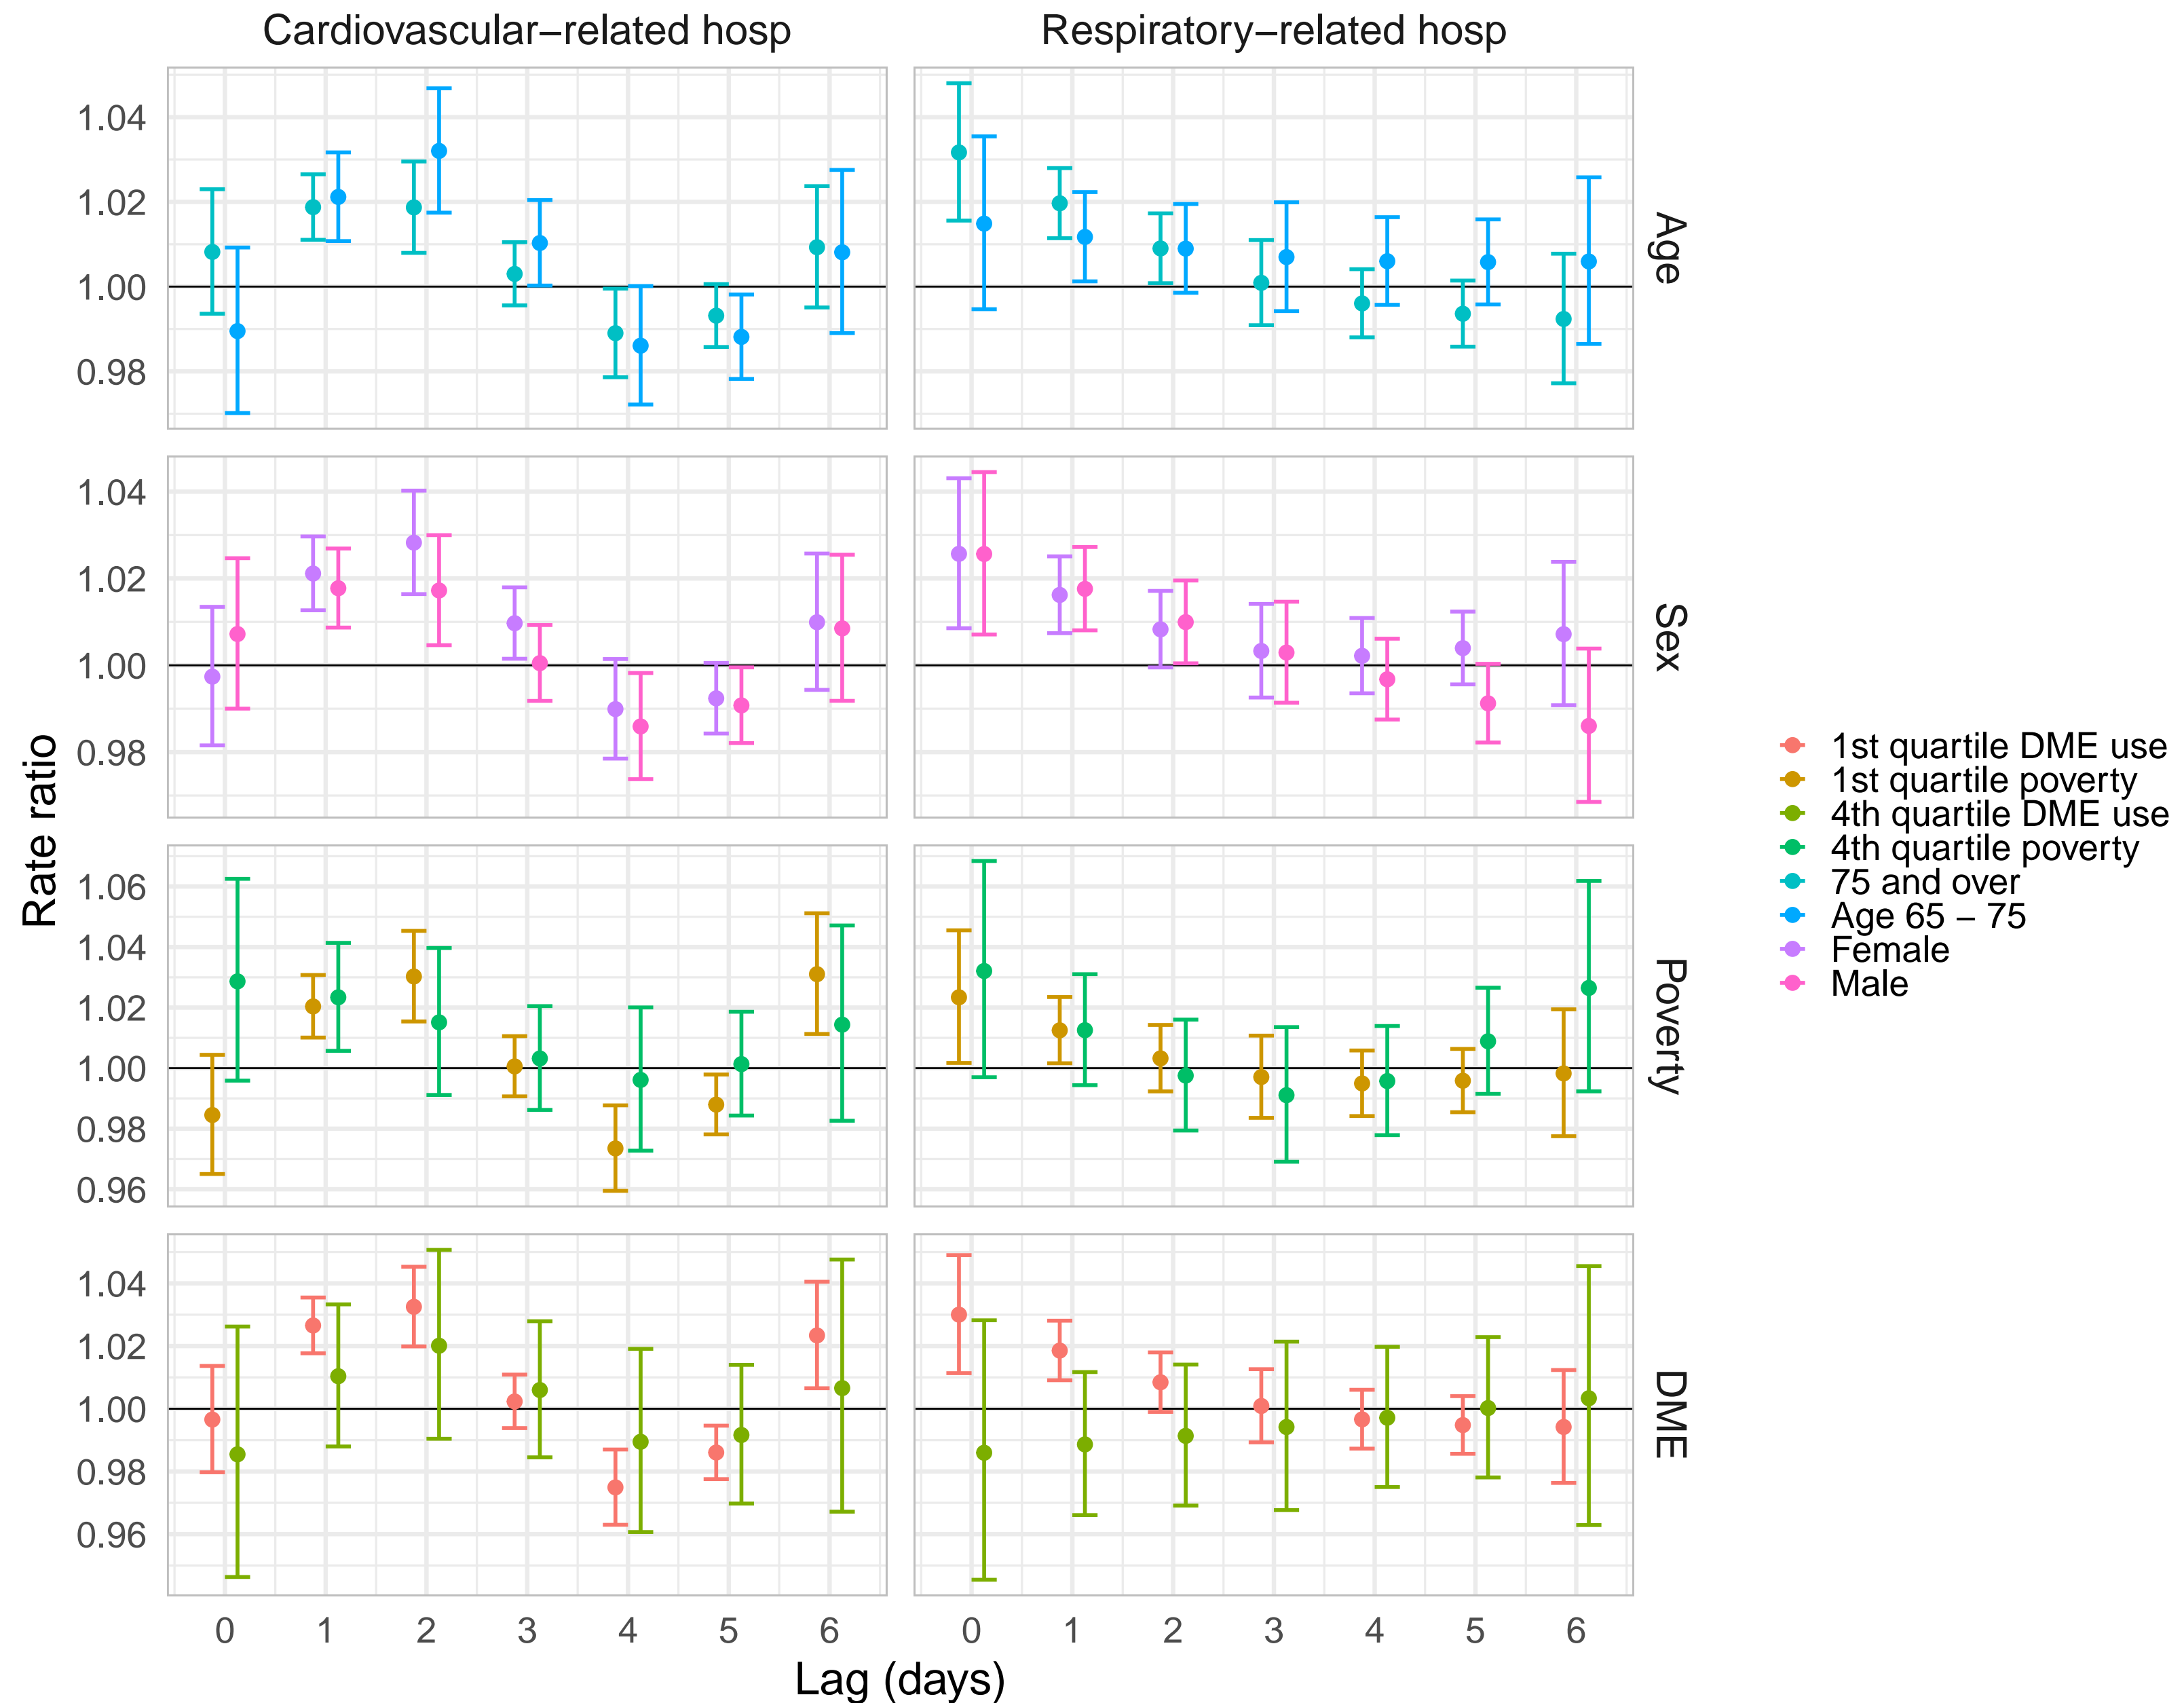 Cardiovascular−related hosp
Respiratory−related hosp
1.04
1.02
1.00
0.98
Age
1.04
1.02
1.00
0.98
Sex
1.06
1.04
1.02
1.00
0.98
0.96
Poverty
1.04
1.02
1.00
0.98
0.96
DME
0 1 2 3 4 5 6
0 1 2 3 4 5 6
Lag (days)
Rate ratio
1st quartile DME use
1st quartile poverty
4th quartile DME use
4th quartile poverty
75 and over
Age 65 − 75
Female
Male